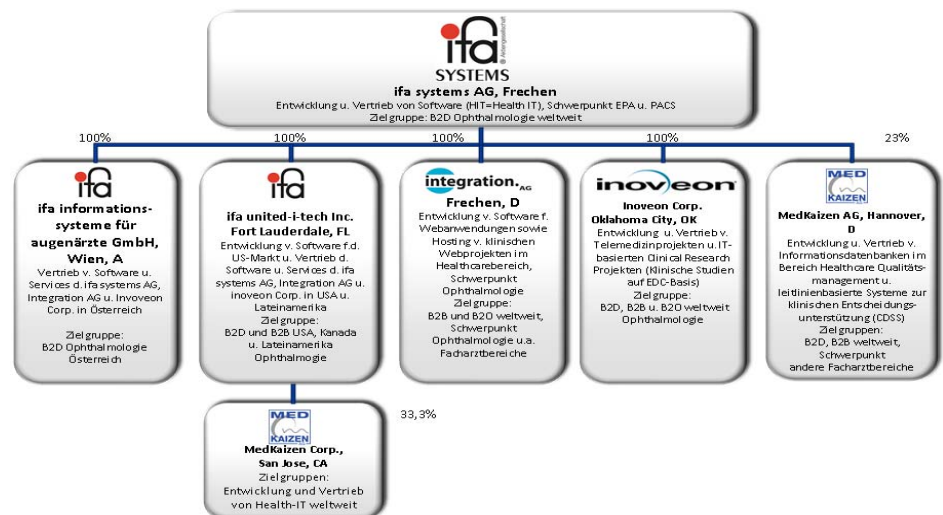 ifa
Aktiengesellschaft
SYSTEMS
ifa systems AG, Frechen
Entwicklung u. Vertrieb von Software (HIT=Health IT), Schwerpunkt EPA u. PACS
Zielgruppe: B2D Ophthalmologie weltweit
100%
100%
100%
100%
23%
ifa
ifa informations-
systeme für
augenärzte GmbH,
Wien, A
Vertrieb v. Software u.
Services d. ifa systems AG,
Integration AG u. Invoveon
Corp. in Österreich
Zielgruppe:
B2D Ophthalmologie
Österreich
ifa
ifa united-i-tech Inc.
Fort Lauderdale, FL
Entwicklung v. Software f.d.
US-Markt u. Vertrieb d.
Software u. Services d. ifa
systems AG, Integration AG u.
inoveon Corp. in USA u.
Lateinamerika
Zielgruppe:
B2D und B2B USA, Kanada
u. Lateinamerika
Ophthalmogie
integration.AG
Frechen, D
Entwicklung v. Software f.
Webanwendungen sowie
Hosting v. klinischen
Webprojekten im
Healthcarebereich,
Schwerpunkt
Ophthalmologie
Zielgruppe:
B2B und B2O weltweit,
Schwerpunkt
Ophthalmologie u.a.
Facharztbereiche
inoveon
Inoveon Corp.
Oklahoma City, OK
Entwicklung u. Vertrieb v.
Telemedizinprojekten u. IT-
basierten Clinical Research
Projekten (Klinische Studien
auf EDC-Basis)
Zielgruppe:
B2D, B2B u. B2O weltweit
Ophthalmologie
MED
KAIZEN
MedKaizen AG, Hannover,
D
Entwicklung u. Vertrieb v.
Informationsdatenbanken im
Bereich Healthcare Qualitäts-
management u.
leitlinienbasierte Systeme zur
klinischen Entscheidungs-
unterstützung (CDSS)
Zielgruppen:
B2D, B2B weltweit,
Schwerpunkt
andere Facharztbereiche
33,3%
MED
KAIZEN
MedKaizen Corp.,
San Jose, CA
Zielgruppen:
Entwicklung und Vertrieb
von Health-IT weltweit